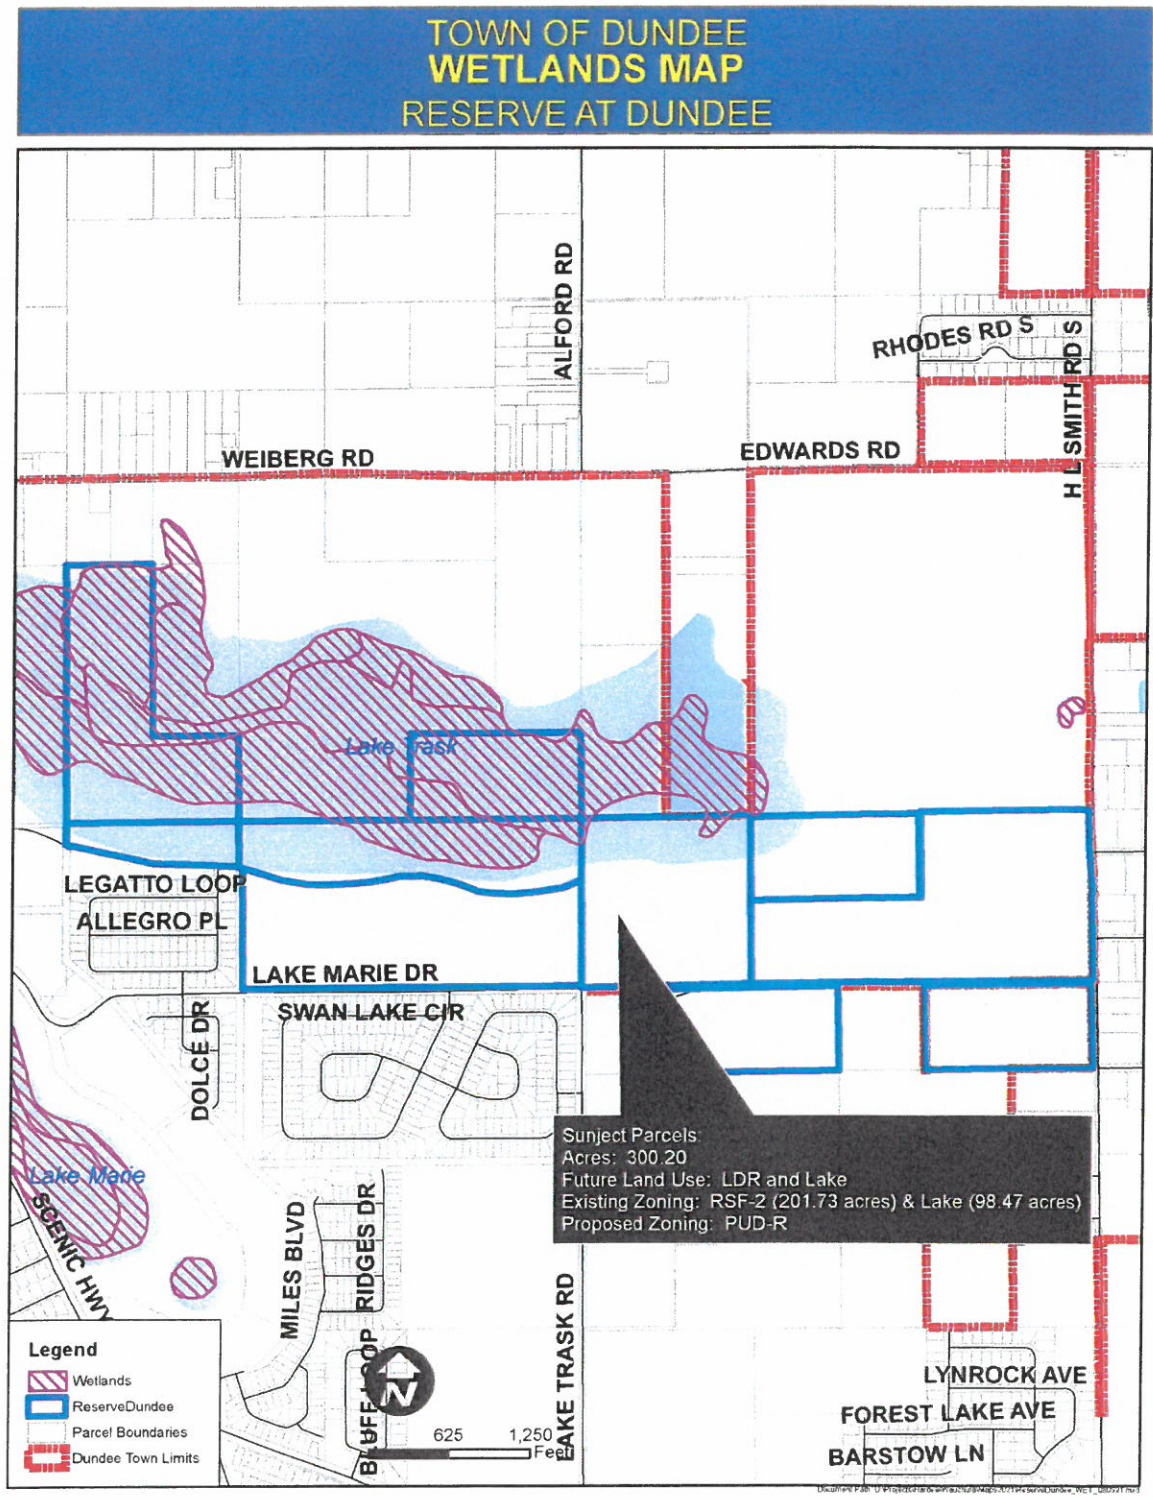 TOWN OF DUNDEE
WETLANDS MAP
RESERVE AT DUNDEE
ALFORD RD
RHODES RD S
H L SMITH RD S
WEIBERG RD
EDWARDS RD
Lake Trask
LEGATTO LOOP
ALLEGRO PL
LAKE MARIE DR
SWAN LAKE CIR
DOLCE DR
Sunject Parcels:
Acres: 300.20
Future Land Use: LDR and Lake
Existing Zoning: RSF-2 (201.73 acres) & Lake (98.47 acres)
Proposed Zoning: PUD-R
Lake Marie
SCENIC HWY
MILES BLVD
RIDGES DR
BLUFF LOOP
LAKE TRASK RD
LYNROCK AVE
FOREST LAKE AVE
BARSTOW LN
Legend
Wetlands
ReserveDundee
Parcel Boundaries
Dundee Town Limits
N
625 1,250
Feet
Document Path: